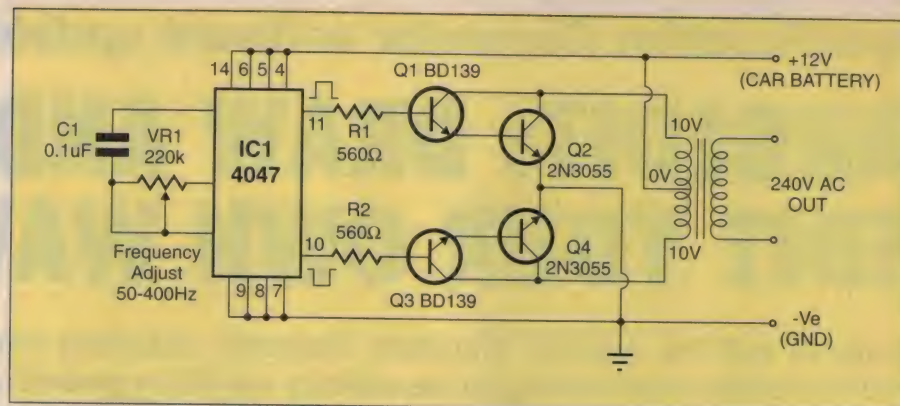 14 6 5 4
Q1 BD139
+12V
(CAR BATTERY)
C1
0.1uF
VR1
220k
IC1
4047
11
R1
560Ω
Q2
2N3055
10V
0V
240V AC
OUT
R2
560Ω
10
Frequency
Adjust
50-400Hz
Q4
2N3055
10V
Q3 BD139
9 8 7
-Ve
(GND)